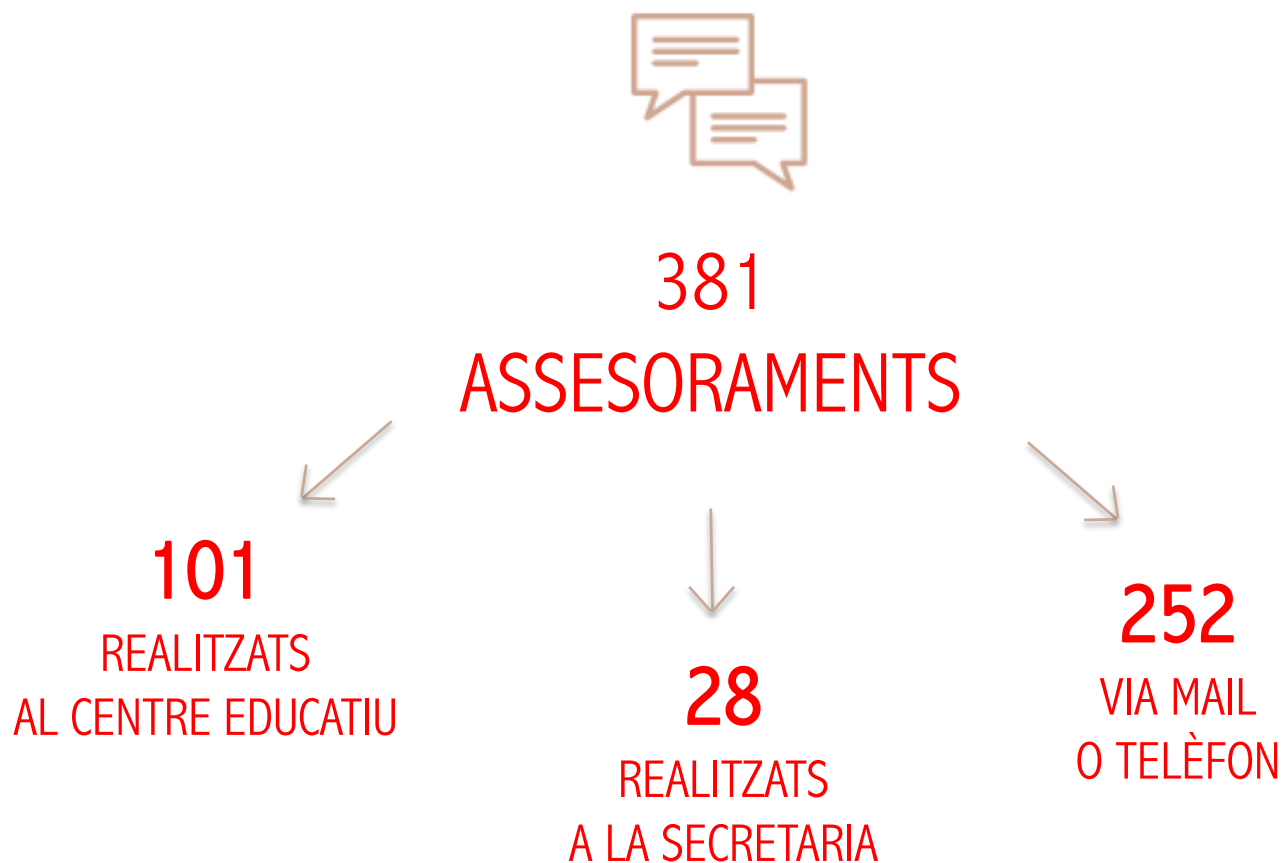 381
ASSESORAMENTS
101
REALITZATS
AL CENTRE EDUCATIU
28
REALITZATS
A LA SECRETARIA
252
VIA MAIL
O TELÈFON